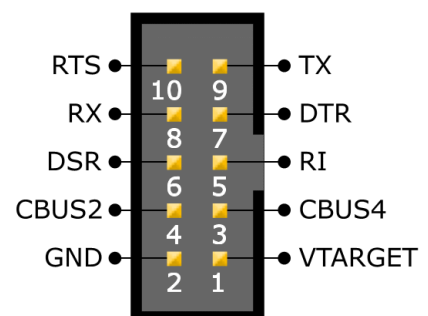 RTS TX
10 9
RX DTR
8 7
DSR RI
6 5
CBUS2 CBUS4
4 3
GND VTARGET
2 1